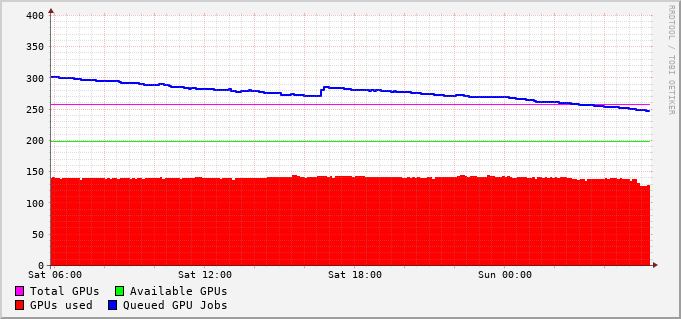 400
350
300
250
200
150
100
50
0
Sat 06:00 Sat 12:00 Sat 18:00 Sun 00:00
Total GPUs Available GPUs
GPUs used Queued GPU Jobs
RRDTOOL / TOBI OETIKER